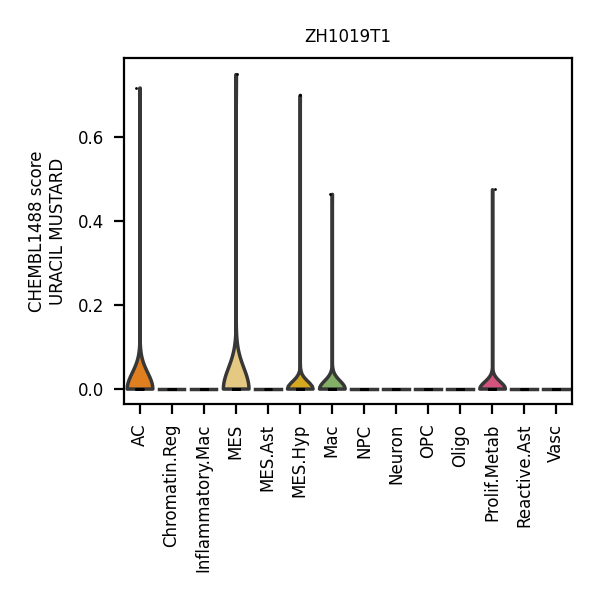 ZH1019T1
CHEMBL1488 score
URACIL MUSTARD
0.6
0.4
0.2
0.0
AC
Chromatin.Reg
Inflammatory.Mac
MES
MES.Ast
MES.Hyp
Mac
NPC
Neuron
OPC
Oligo
Prolif.Metab
Reactive.Ast
Vasc